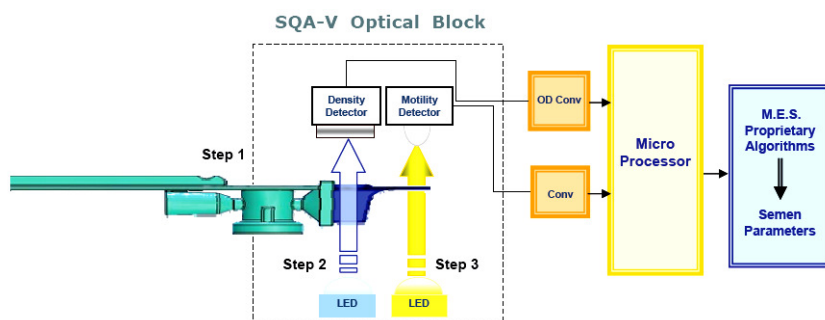 SQA-V Optical Block
Density
Detector
Motility
Detector
OD Conv
Step 1
Micro
Processor
M.E.S.
Proprietary
Algorithms
Conv
Semen
Parameters
Step 2
Step 3
LED
LED